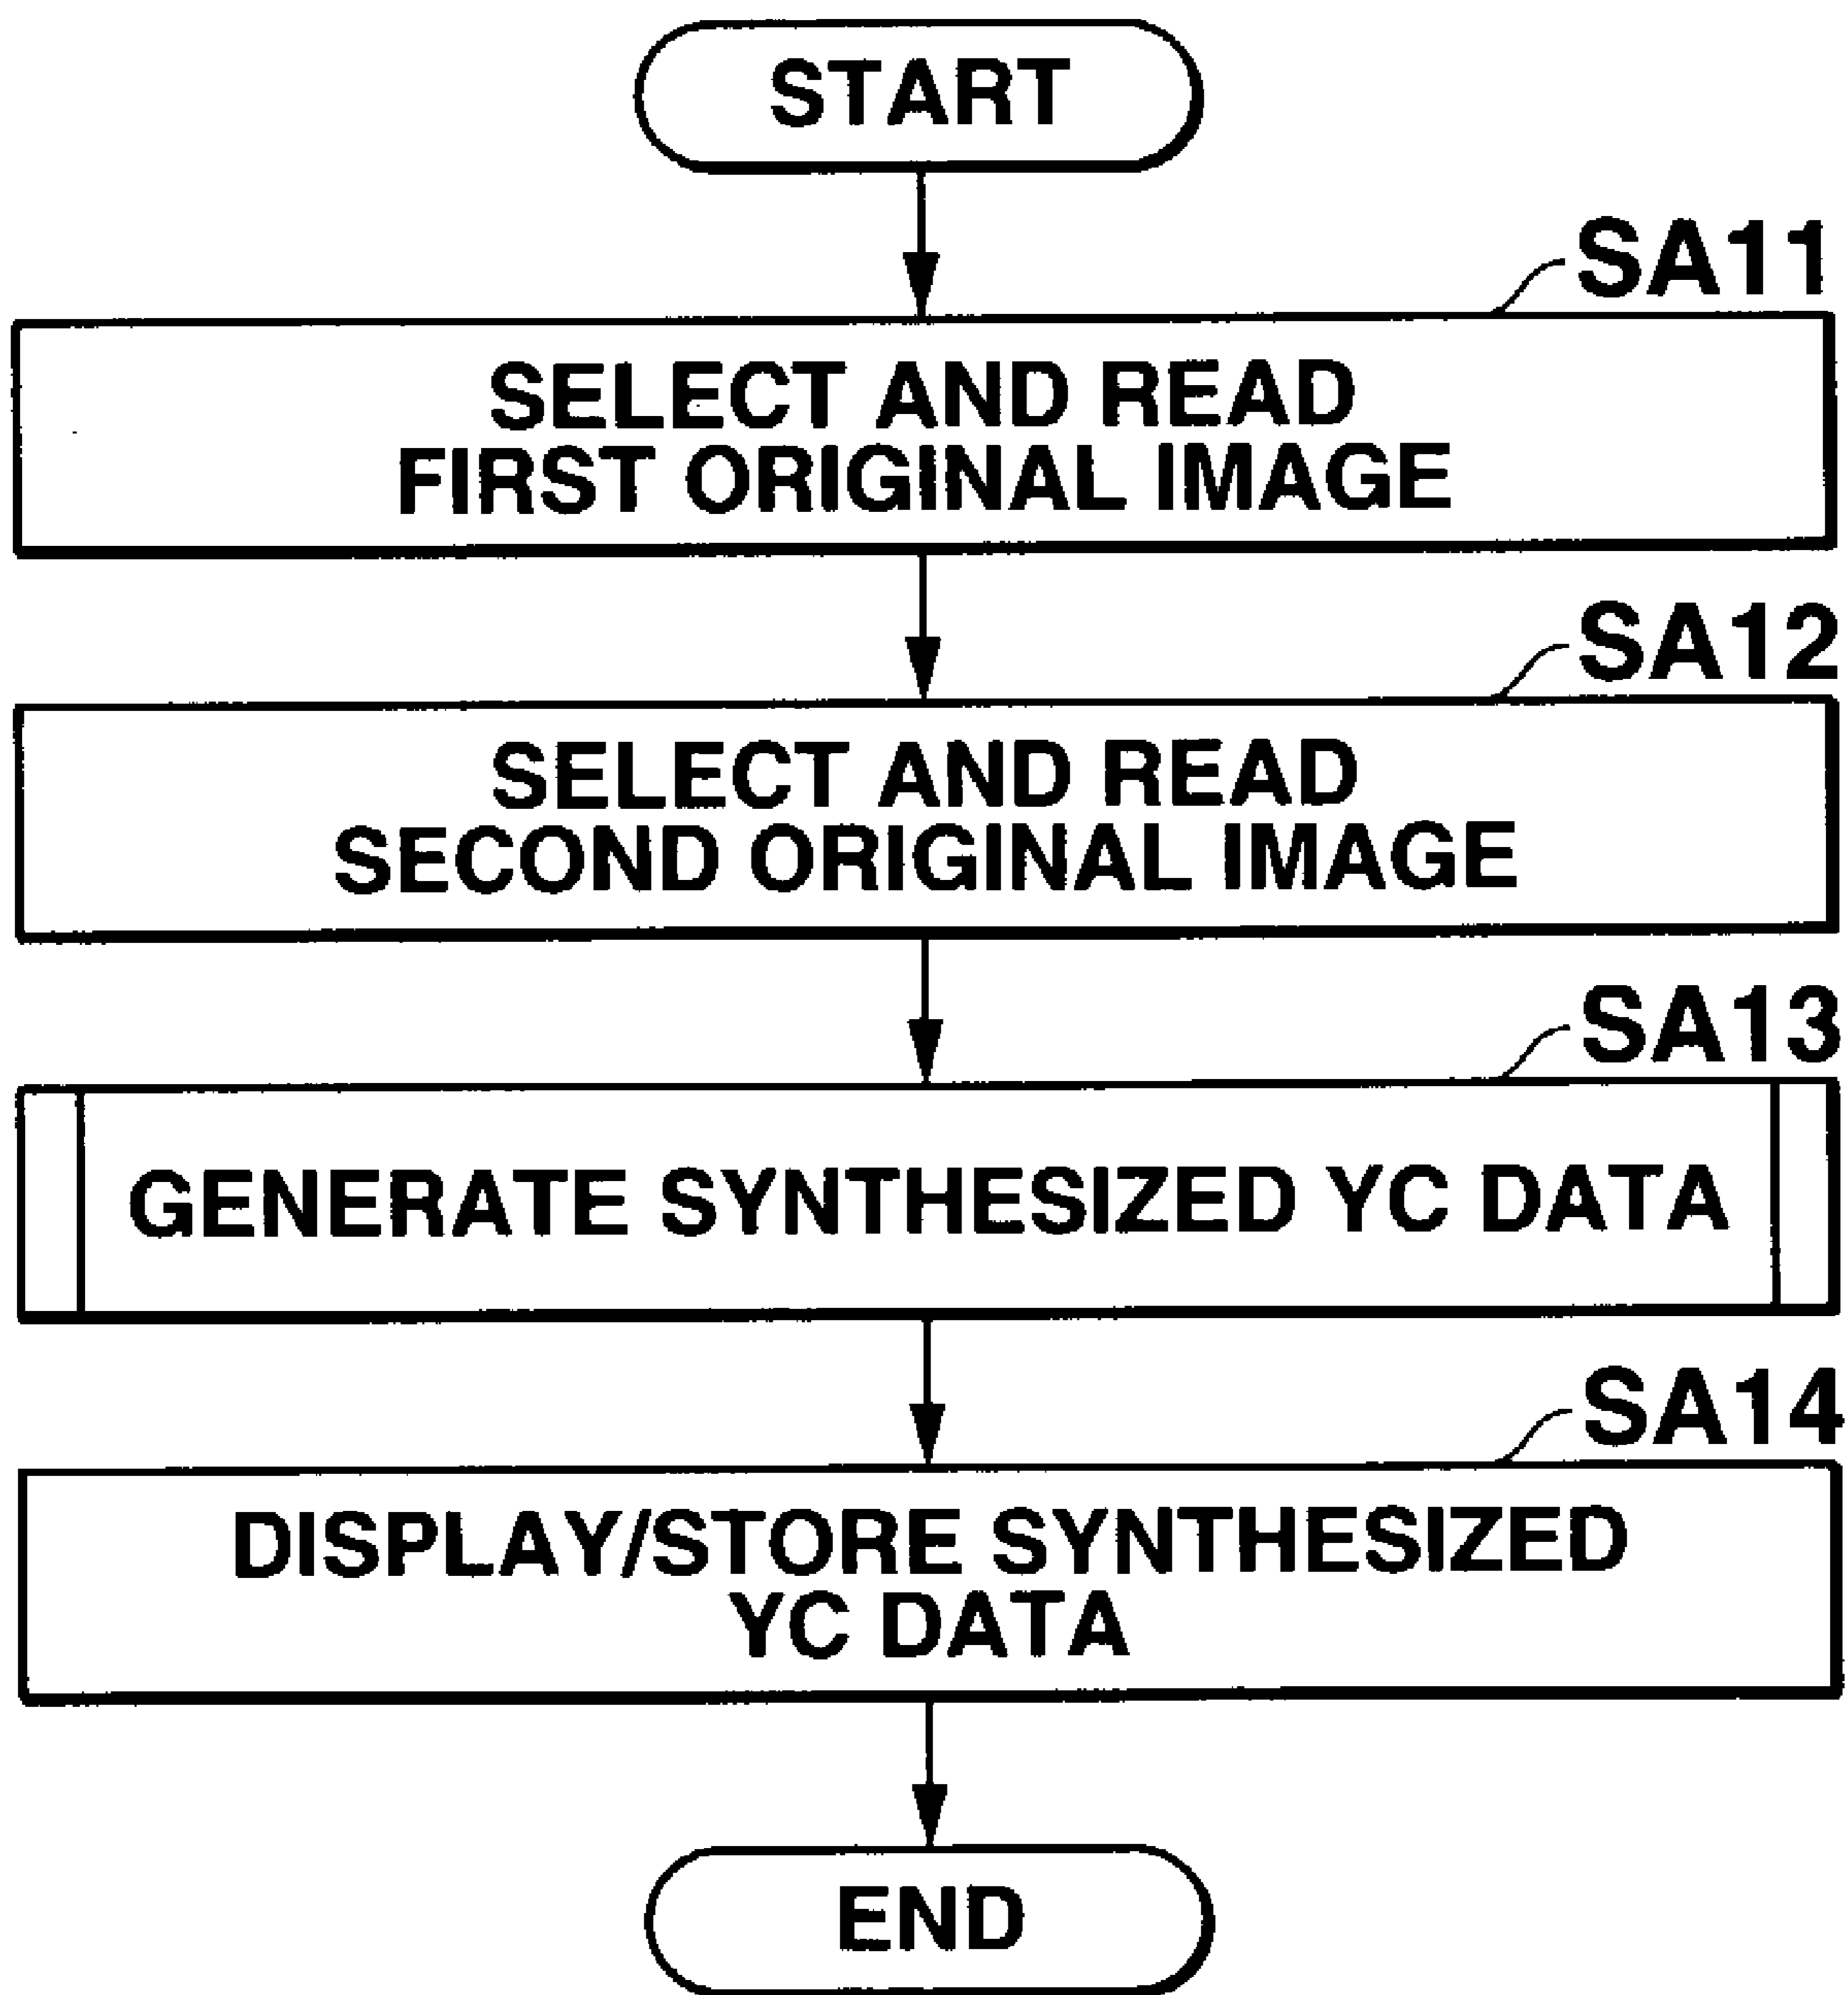 START
SA11
SELECT AND READ
FIRST ORIGINAL IMAGE
SA12
SELECT AND READ
SECOND ORIGINAL IMAGE
SA13
GENERATE SYNTHESIZED YC DATA
SA14
DISPLAY/STORE SYNTHESIZED
YC DATA
END